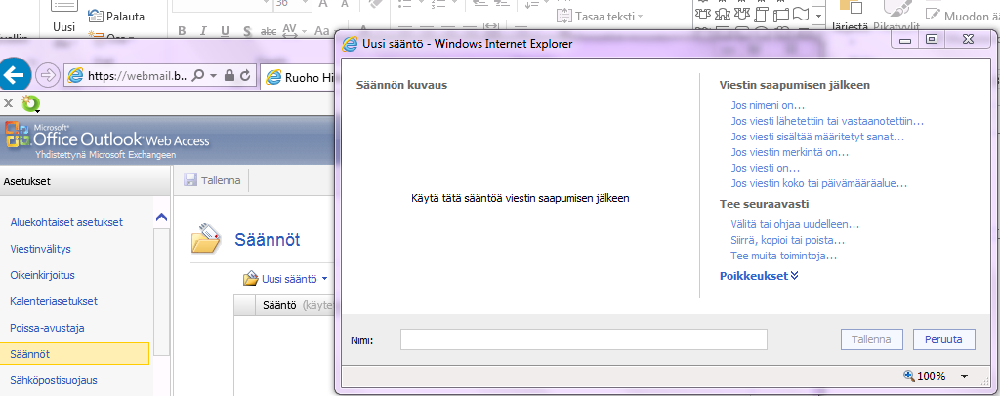 Palauta
36
Uusi
Tasaa teksti
Järjestä
Pikatyylit
Muodon
B I U S abc AV Aa
Uusi sääntö - Windows Internet Explorer
https://webmail.b...
Ruoho Hi
Microsoft®
Office Outlook® Web Access
Yhdistettynä Microsoft Exchangeen
Asetukset
Tallenna
Aluekohtaiset asetukset
Viestinvälitys
Oikeinkirjoitus
Kalenteriasetukset
Poissa-avustaja
Säännöt
Sähköpostisuojaus
Säännöt
Uusi sääntö
Sääntö (käyte
Säännön kuvaus
Käytä tätä sääntöä viestin saapumisen jälkeen
Viestin saapumisen jälkeen
Jos nimeni on...
Jos viesti lähetettiin tai vastaanotettiin...
Jos viesti sisältää määritetyt sanat...
Jos viestin merkintä on...
Jos viesti on...
Jos viestin koko tai päivämääräalue...
Tee seuraavasti
Välitä tai ohjaa uudelleen...
Siirrä, kopioi tai poista...
Tee muita toimintoja...
Poikkeukset
Nimi:
Tallenna
Peruuta
100%